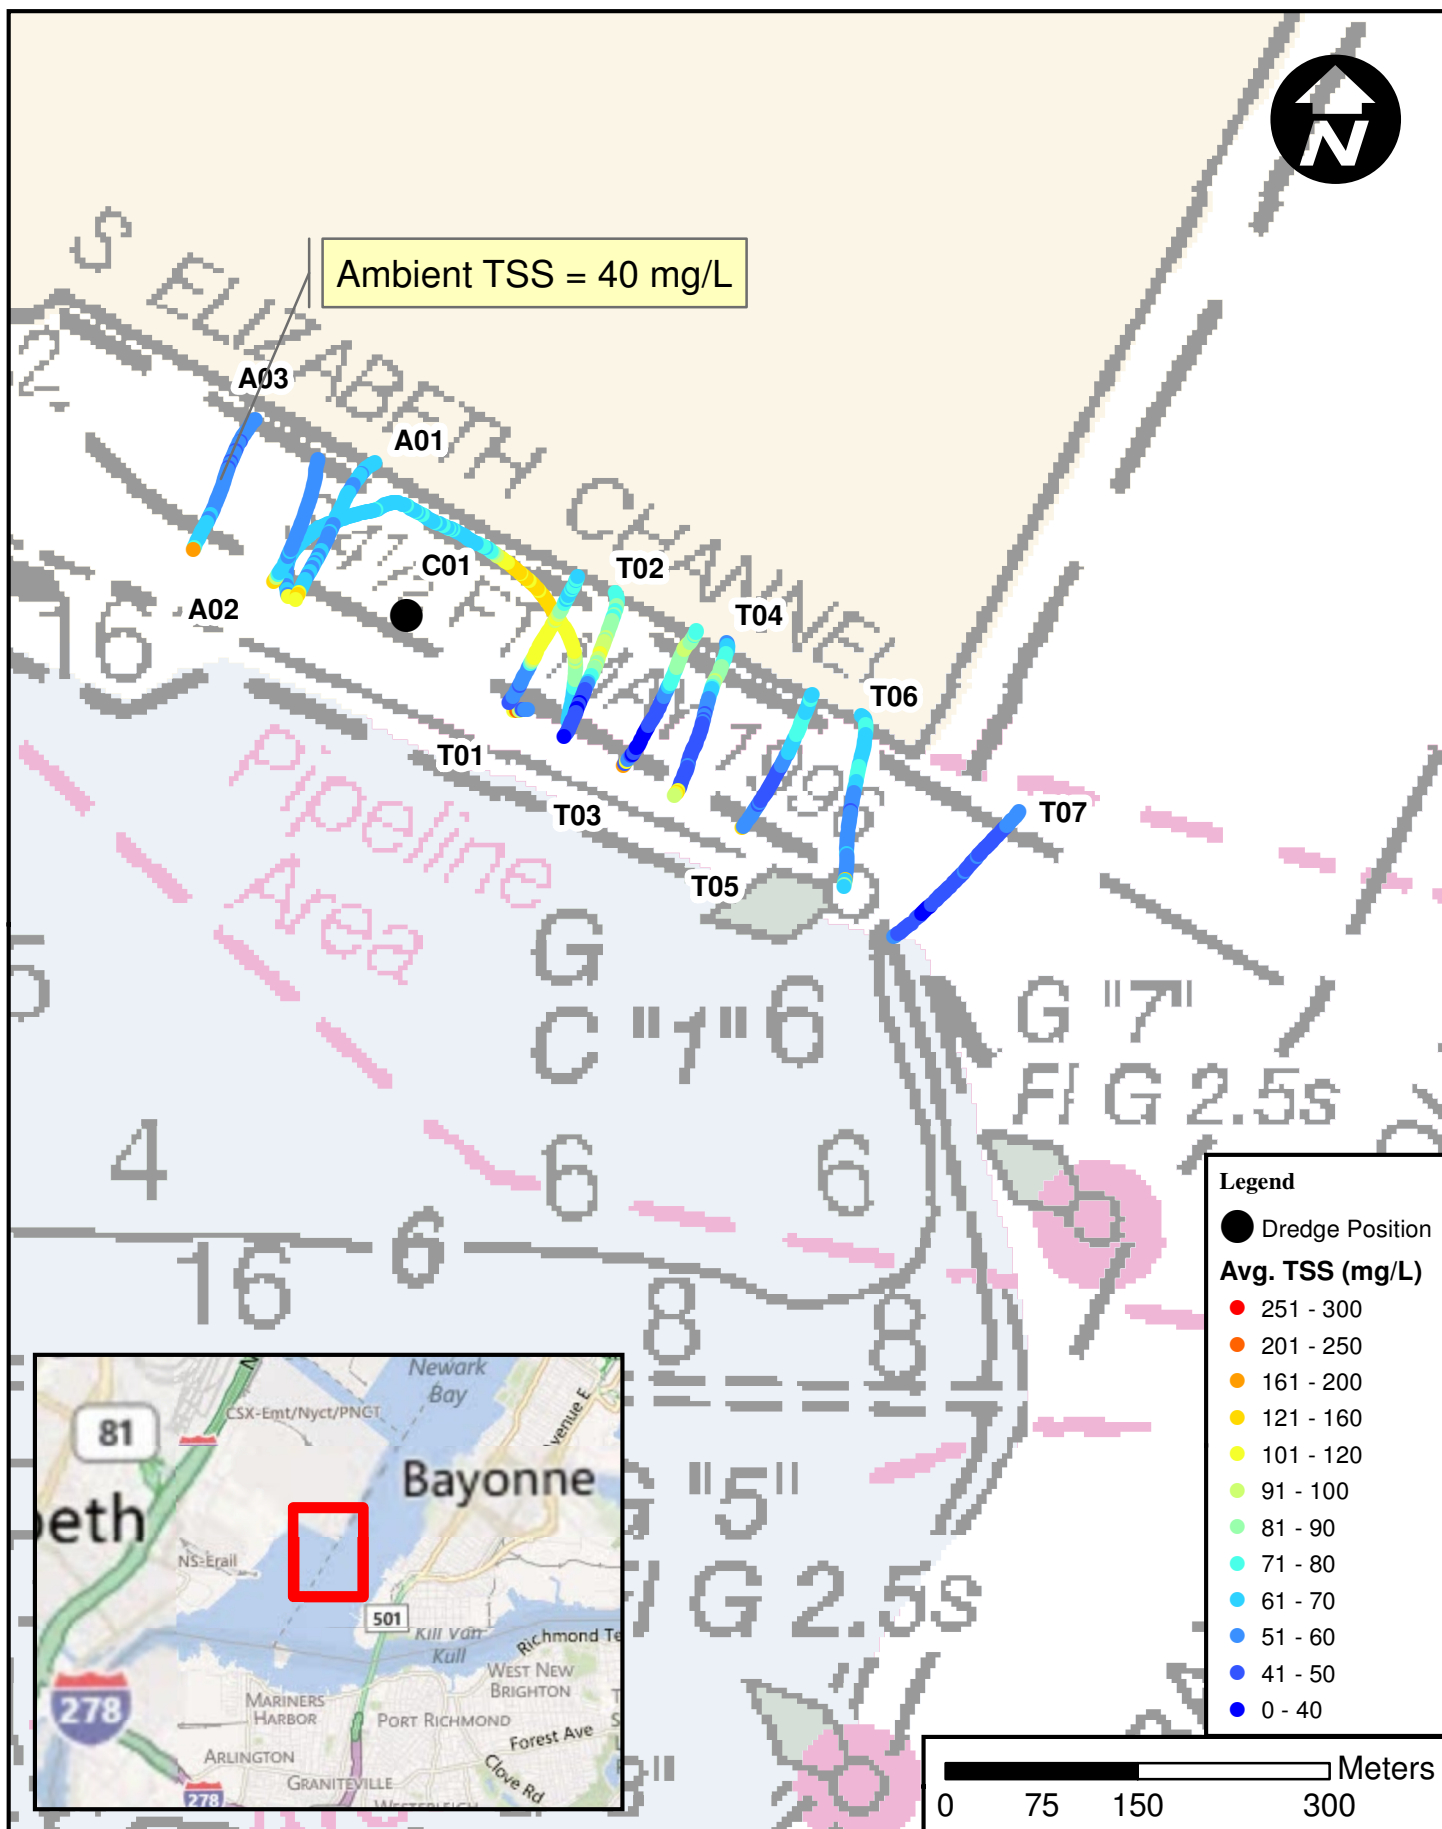 N
S ELIZABETH CHANNEL
Ambient TSS = 40 mg/L
2
A03
A01
C01
T02
A02
16
T04
T06
T01
T03
T07
T05
Pipeline
Area
G
C "1"
6
5
G "7"
Fl G 2.5s
4
6
6
16
6
8
8
G "5"
Fl G 2.5s
Legend
Dredge Position
Avg. TSS (mg/L)
251 - 300
201 - 250
161 - 200
121 - 160
101 - 120
91 - 100
81 - 90
71 - 80
61 - 70
51 - 60
41 - 50
0 - 40
Newark
Bay
CSX-Emt/Nyct/PNCT
81
Bayonne
beth
NS-Erail
501
Kill Van
Kull
Richmond Te
WEST NEW
BRIGHTON
278
MARINERS
HARBOR
PORT RICHMOND
Forest Ave
ARLINGTON
GRANITEVILLE
Clove Rd
278
Meters
0 75 150 300